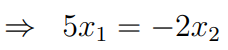 ⇒ 5x₁ = −2x₂